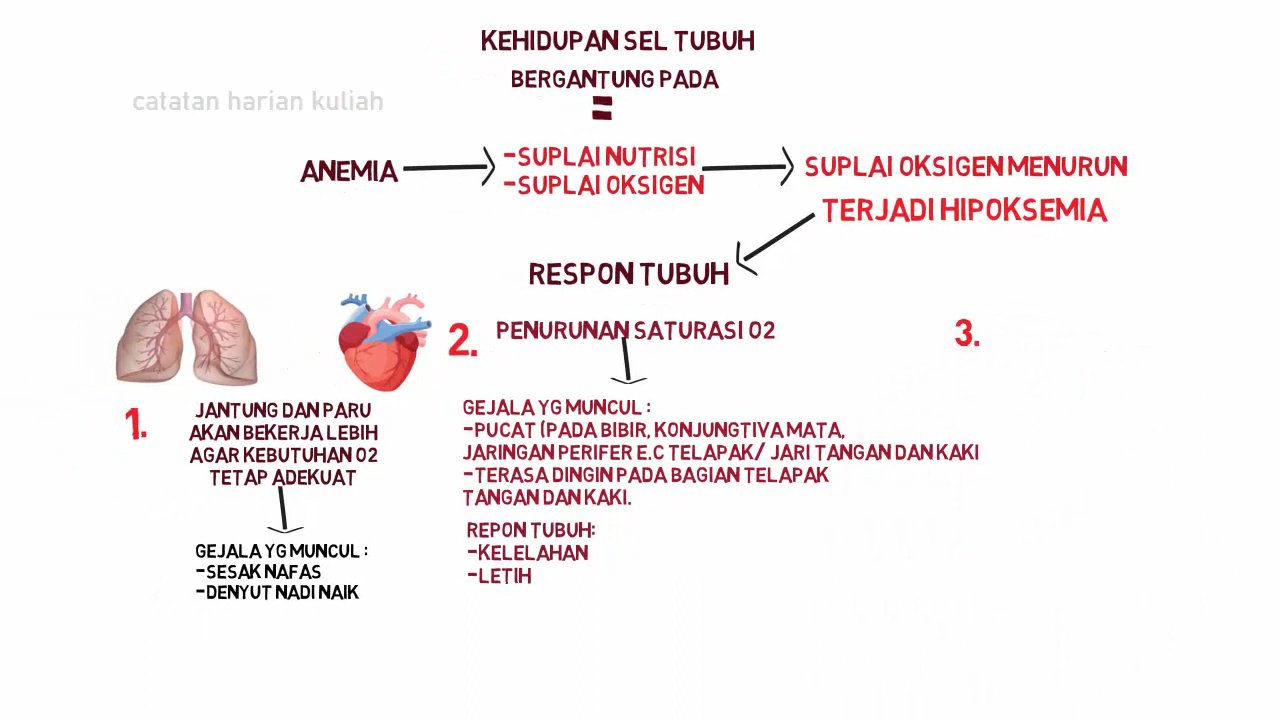 KEHIDUPAN SEL TUBUH
BERGANTUNG PADA
=
catatan harian kuliah
ANEMIA
-SUPLAI NUTRISI
-SUPLAI OKSIGEN
SUPLAI OKSIGEN MENURUN
TERJADI HIPOKSEMIA
RESPON TUBUH
1.
JANTUNG DAN PARU
AKAN BEKERJA LEBIH
AGAR KEBUTUHAN O2
TETAP ADEKUAT
GEJALA YG MUNCUL :
-SESAK NAFAS
-DENYUT NADI NAIK
2.
PENURUNAN SATURASI O2
GEJALA YG MUNCUL :
-PUCAT (PADA BIBIR, KONJUNGTIVA MATA,
JARINGAN PERIFER E.C TELAPAK/ JARI TANGAN DAN KAKI
-TERASA DINGIN PADA BAGIAN TELAPAK
TANGAN DAN KAKI.
REPON TUBUH:
-KELELAHAN
-LETIH
3.